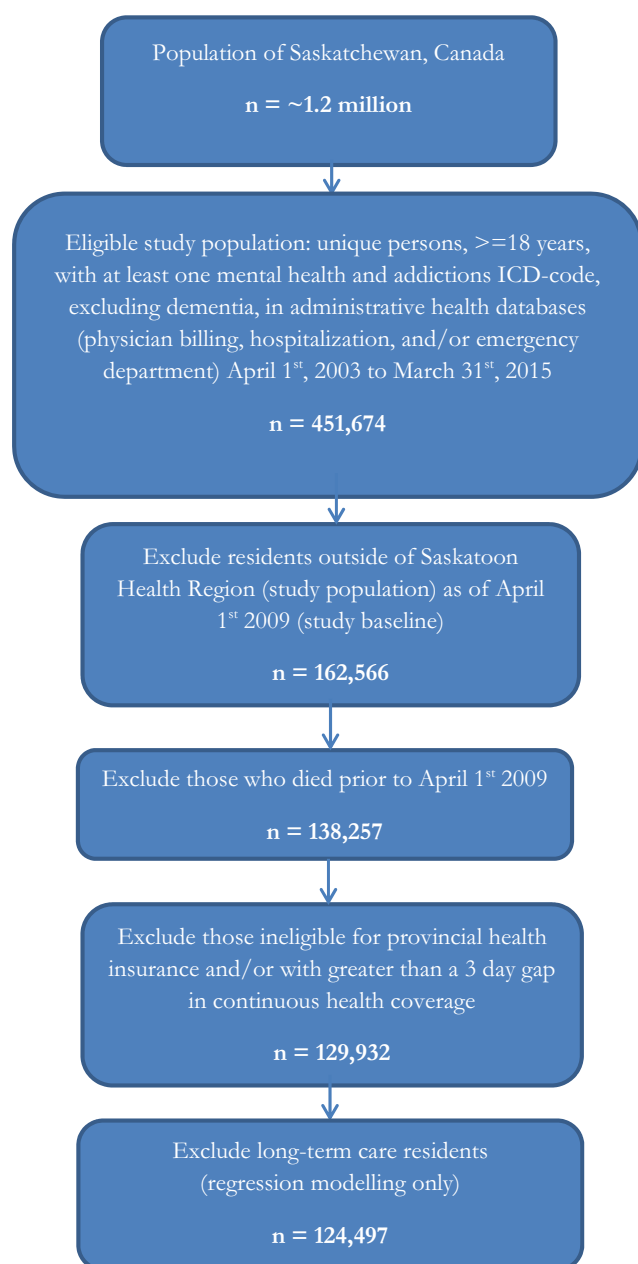 Population of Saskatchewan, Canada
n = ~1.2 million
Eligible study population: unique persons, >=18 years,
with at least one mental health and addictions ICD-code,
excluding dementia, in administrative health databases
(physician billing, hospitalization, and/or emergency
department) April 1st, 2003 to March 31st, 2015
n = 451,674
Exclude residents outside of Saskatoon
Health Region (study population) as of April
1st 2009 (study baseline)
n = 162,566
Exclude those who died prior to April 1st 2009
n = 138,257
Exclude those ineligible for provincial health
insurance and/or with greater than a 3 day gap
in continuous health coverage
n = 129,932
Exclude long-term care residents
(regression modelling only)
n = 124,497